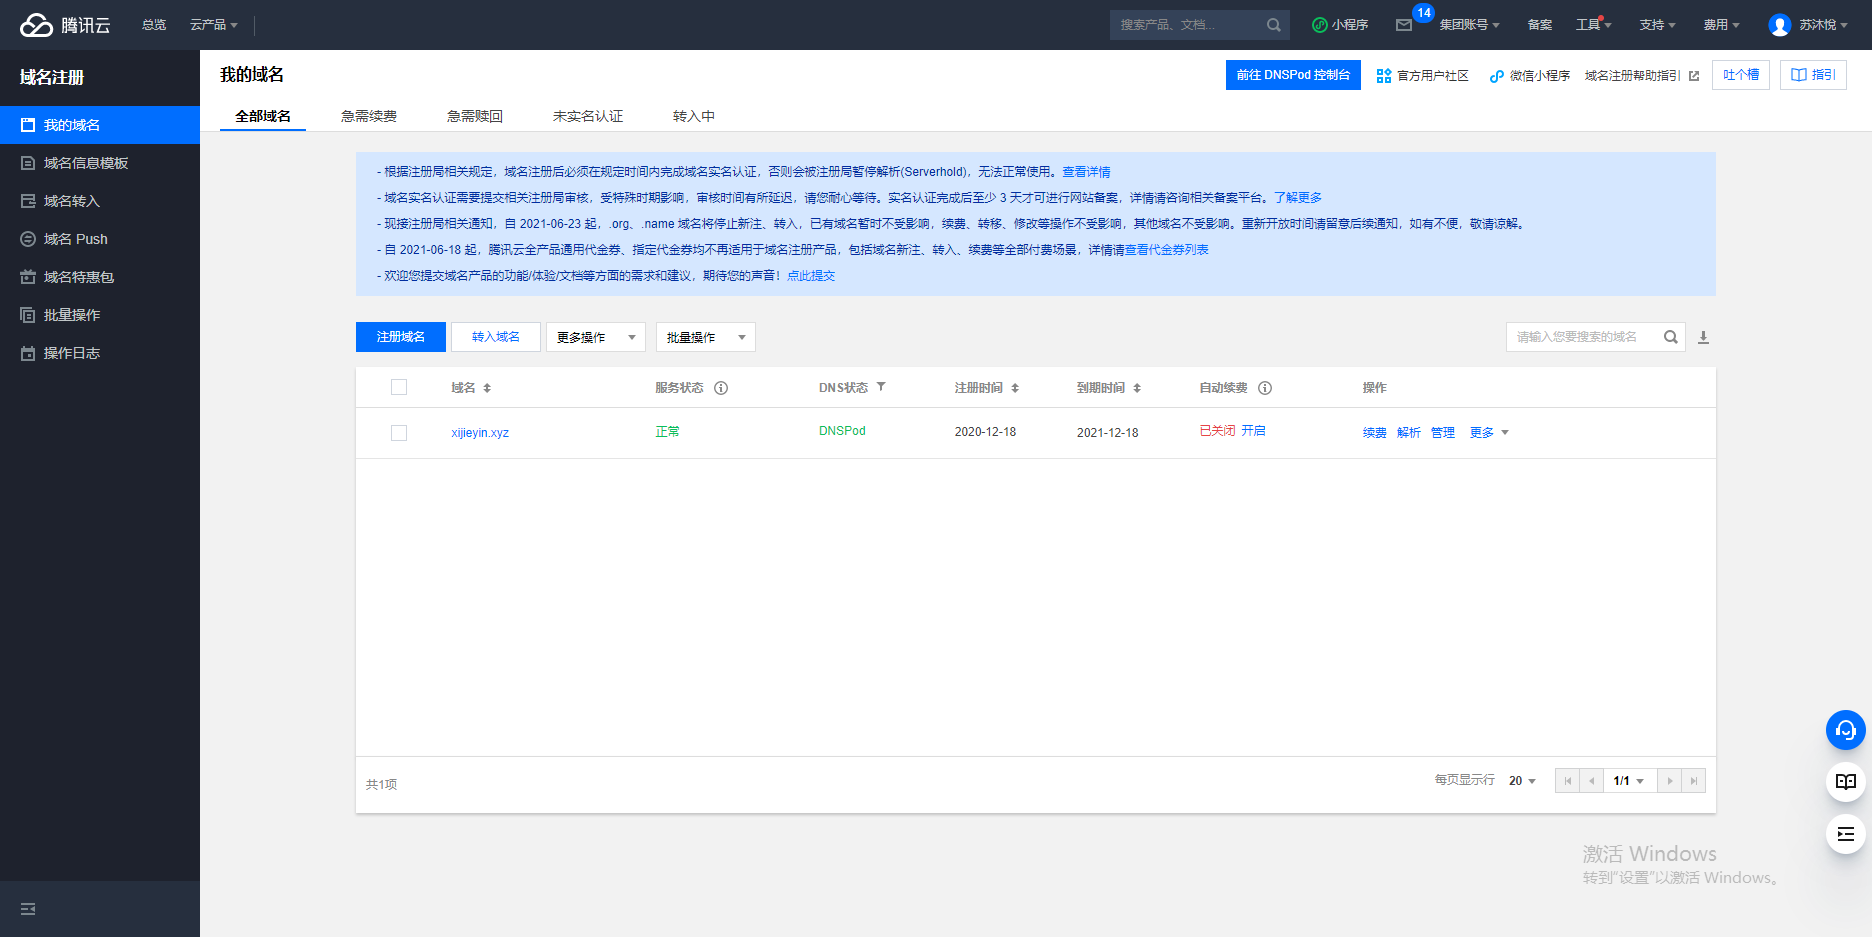 腾讯云 总览 云产品 搜索产品、文档... 小程序 14 集团账号 备案 工具 支持 费用 苏沐悦
域名注册
我的域名
域名信息模板
域名转入
域名 Push
域名特惠包
批量操作
操作日志
我的域名
前往 DNSPod 控制台 官方用户社区 微信小程序 域名注册帮助指引 吐个槽 指引
全部域名 急需续费 急需赎回 未实名认证 转入中
- 根据注册局相关规定，域名注册后必须在规定时间内完成域名实名认证，否则会被注册局暂停解析(Serverhold)，无法正常使用。查看详情
- 域名实名认证需要提交相关注册局审核，受特殊时期影响，审核时间有所延迟，请您耐心等待。实名认证完成后至少 3 天才可进行网站备案，详情请咨询相关备案平台。了解更多
- 现接注册局相关通知，自 2021-06-23 起，.org、.name 域名将停止新注、转入，已有域名暂时不受影响，续费、转移、修改等操作不受影响，其他域名不受影响。重新开放时间请留意后续通知，如有不便，敬请谅解。
- 自 2021-06-18 起，腾讯云全产品通用代金券、指定代金券均不再适用于域名注册产品，包括域名新注、转入、续费等全部付费场景，详情请查看代金券列表
- 欢迎您提交域名产品的功能/体验/文档等方面的需求和建议，期待您的声音！点此提交
注册域名 转入域名 更多操作 批量操作 请输入您要搜索的域名
域名 服务状态 DNS状态 注册时间 到期时间 自动续费 操作
xijieyin.xyz 正常 DNSPod 2020-12-18 2021-12-18 已关闭 开启 续费 解析 管理 更多
共1项 每页显示行 20 1/1
激活 Windows
转到“设置”以激活 Windows。